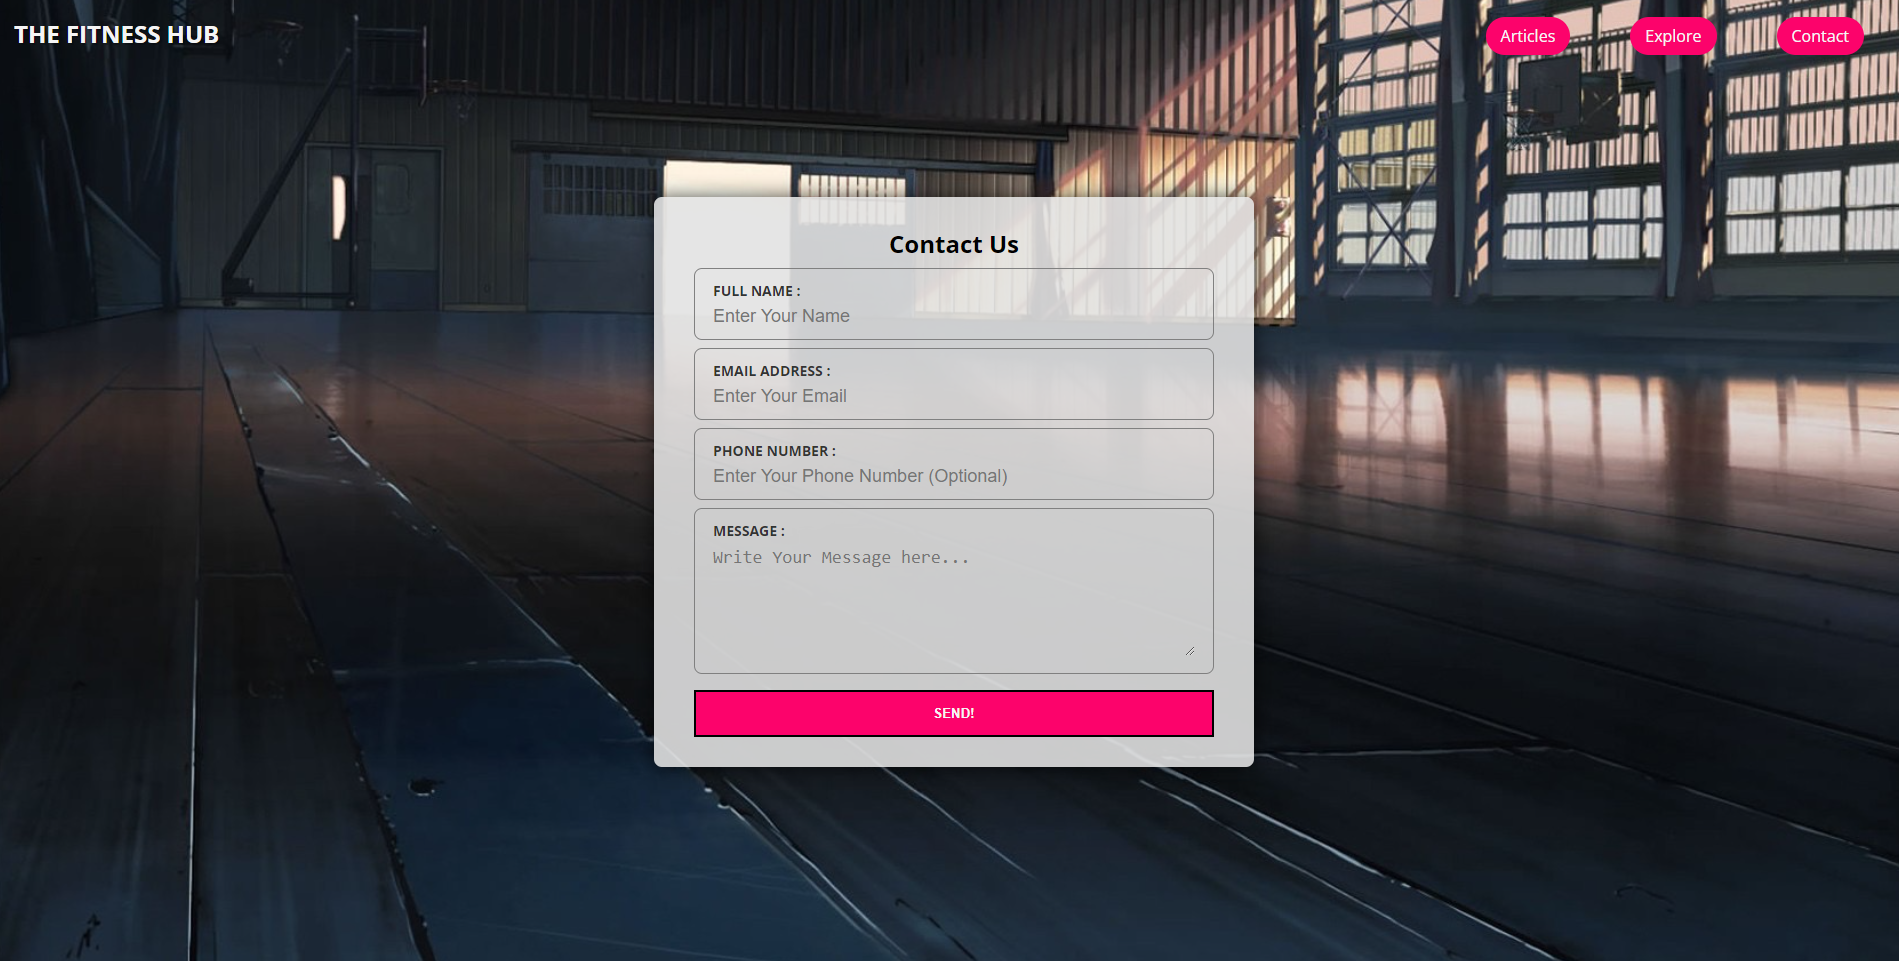 THE FITNESS HUB
Articles
Explore
Contact
Contact Us
FULL NAME :
Enter Your Name
EMAIL ADDRESS :
Enter Your Email
PHONE NUMBER :
Enter Your Phone Number (Optional)
MESSAGE :
Write Your Message here...
SEND!